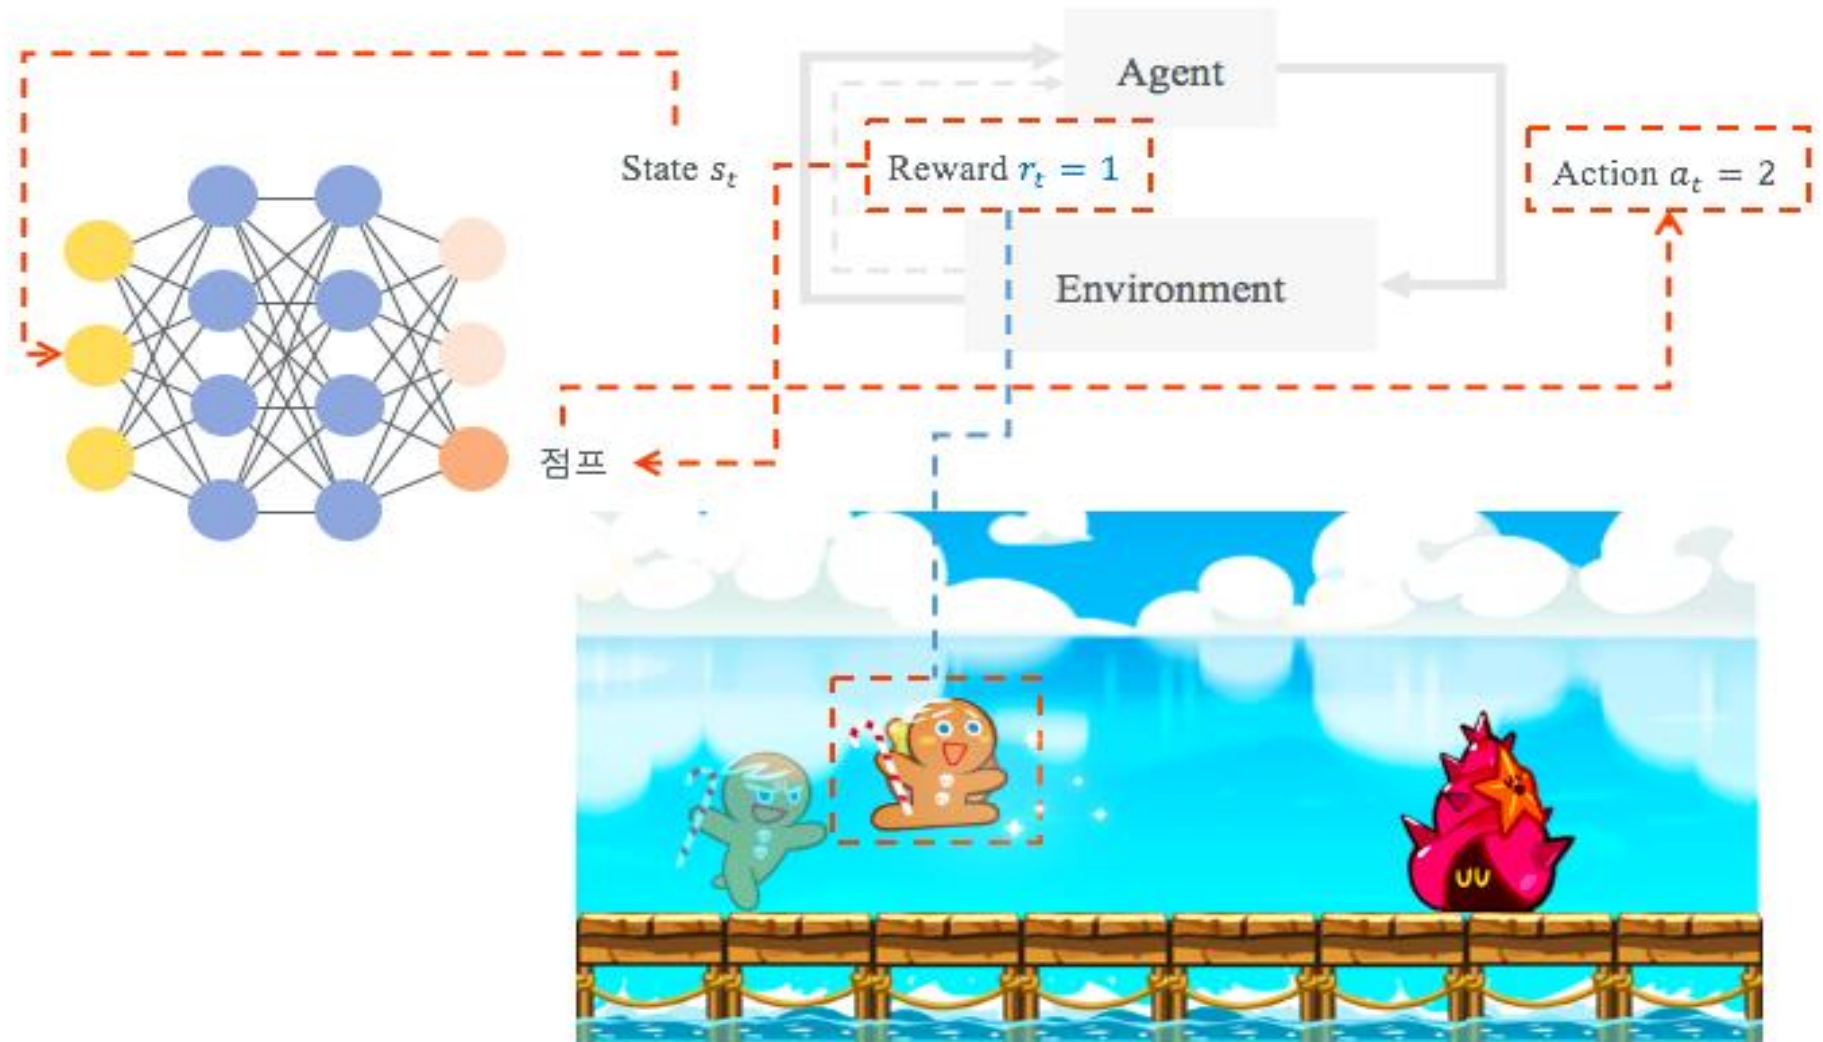 Agent
State s_t
Reward r_t = 1
Action a_t = 2
Environment
점프